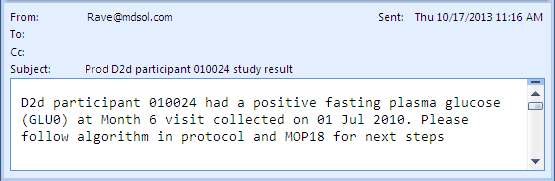 From: Rave@mdsol.com Sent: Thu 10/17/2013 11:16 AM
To:
Cc:
Subject: Prod D2d participant 010024 study result
D2d participant 010024 had a positive fasting plasma glucose
(GLU0) at Month 6 visit collected on 01 Jul 2010. Please
follow algorithm in protocol and MOP18 for next steps